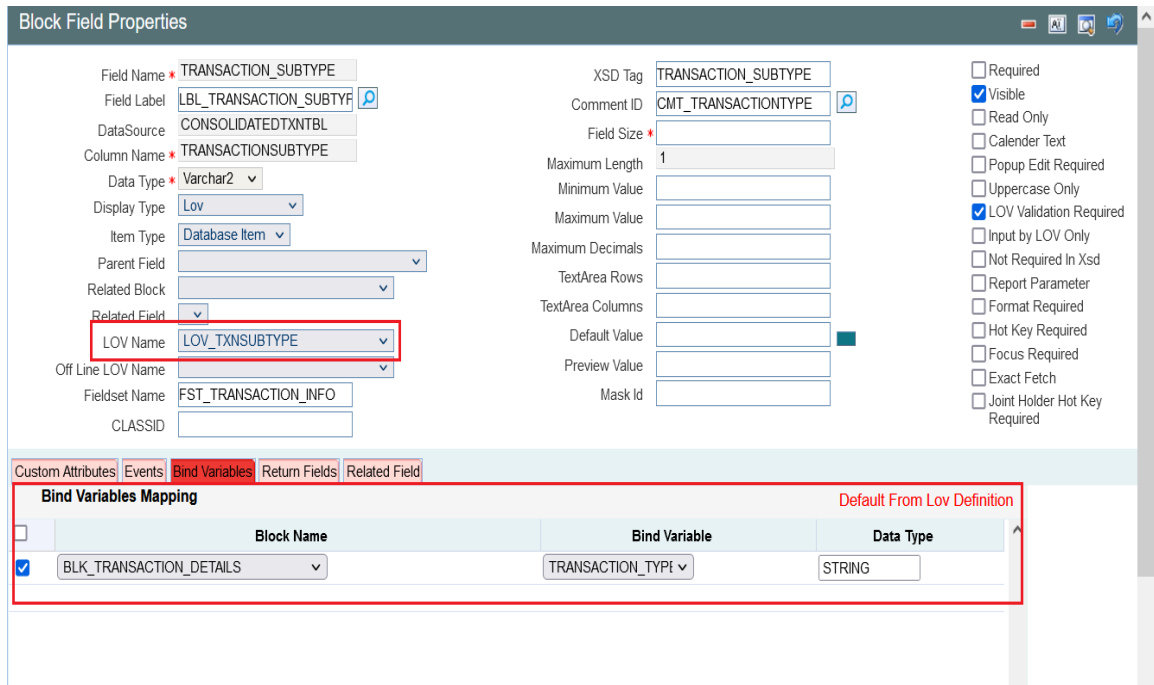 Block Field Properties
Field Name * TRANSACTION_SUBTYPE
Field Label LBL_TRANSACTION_SUBTYF
DataSource CONSOLIDATEDTXNTBL
Column Name * TRANSACTIONSUBTYPE
Data Type * Varchar2
Display Type Lov
Item Type Database Item
Parent Field
Related Block
Related Field
LOV Name LOV_TXNSUBTYPE
Off Line LOV Name
Fieldset Name FST_TRANSACTION_INFO
CLASSID
XSD Tag TRANSACTION_SUBTYPE
Comment ID CMT_TRANSACTIONTYPE
Field Size *
Maximum Length 1
Minimum Value
Maximum Value
Maximum Decimals
TextArea Rows
TextArea Columns
Default Value
Preview Value
Mask Id
Required
Visible
Read Only
Calender Text
Popup Edit Required
Uppercase Only
LOV Validation Required
Input by LOV Only
Not Required In Xsd
Report Parameter
Format Required
Hot Key Required
Focus Required
Exact Fetch
Joint Holder Hot Key
Required
Custom Attributes Events Bind Variables Return Fields Related Field
Bind Variables Mapping Default From Lov Definition
Block Name Bind Variable Data Type
BLK_TRANSACTION_DETAILS TRANSACTION_TYPE STRING